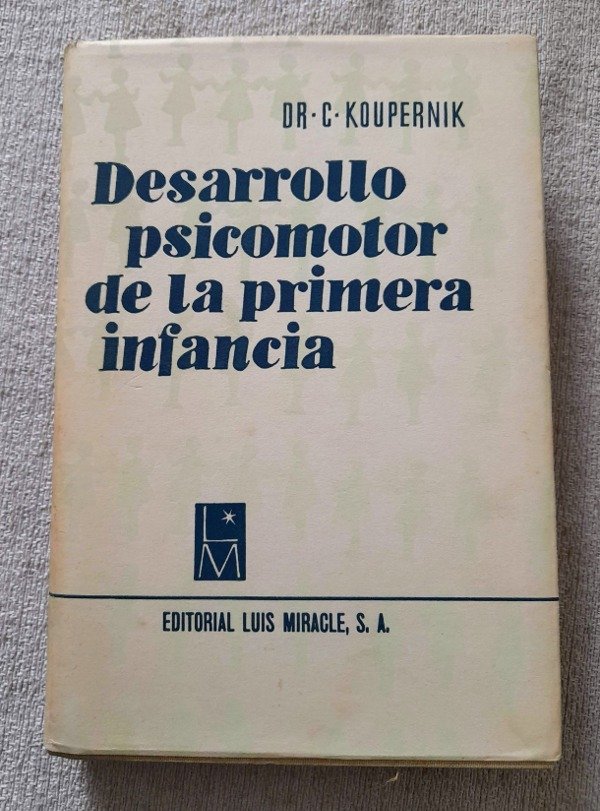 DR·C·KOUPERNIK
Desarrollo
psicomotor
de la primera
infancia
L
M
EDITORIAL LUIS MIRACLE, S. A.